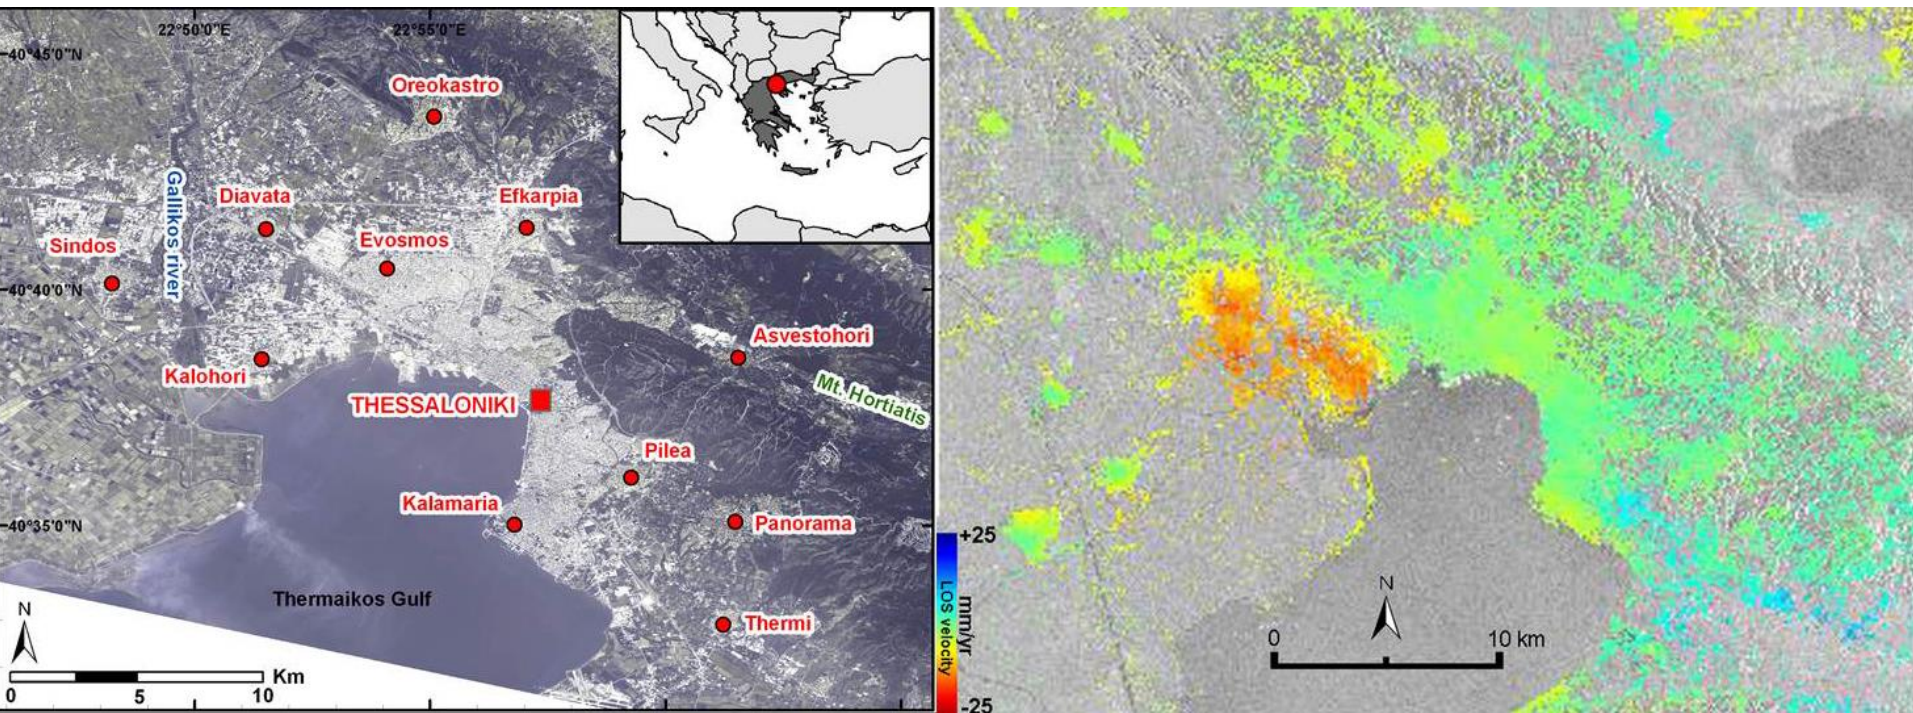 22°50'0"E
22°55'0"E
40°45'0"N
Oreokastro
Gallikos river
Diavata
Efkarpia
Sindos
Evosmos
40°40'0"N
Asvestohori
Kalohori
Mt. Hortiatis
THESSALONIKI
Pilea
Kalamaria
Panorama
40°35'0"N
Thermaikos Gulf
N
Thermi
Km
0
5
10
+25
LOS velocity
mm/yr
-25
N
0
10 km